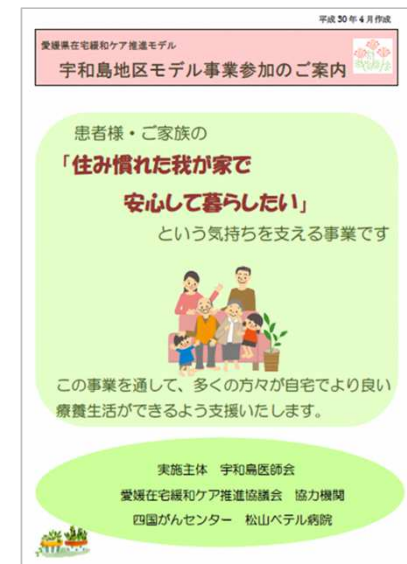 平成30年4月作成
愛媛県在宅緩和ケア推進モデル
宇和島地区モデル事業参加のご案内
患者様・ご家族の
「住み慣れた我が家で
安心して暮らしたい」
という気持ちを支える事業です
この事業を通して、多くの方々が自宅でより良い
療養生活ができるよう支援いたします。
実施主体 宇和島医師会
愛媛在宅緩和ケア推進協議会 協力機関
四国がんセンター 松山ベテル病院